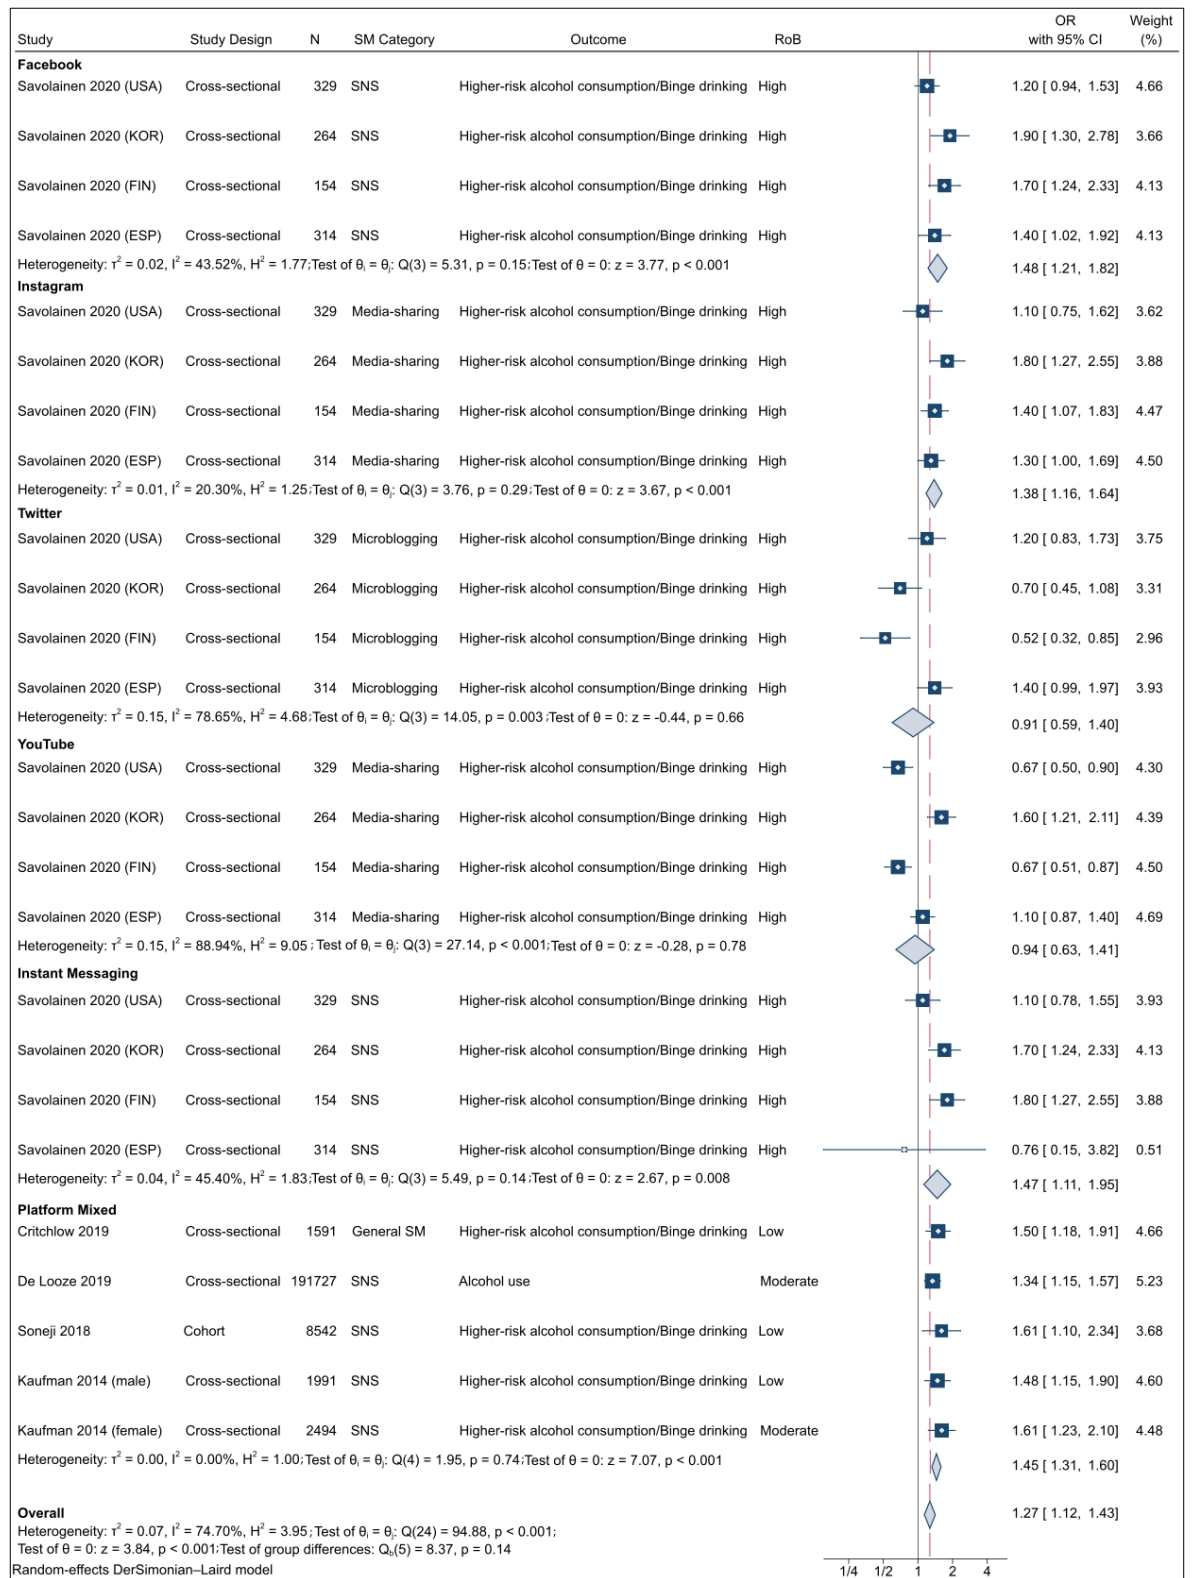 OR Weight
Study Study Design N SM Category Outcome RoB with 95% CI (%)
Facebook
Savolainen 2020 (USA) Cross-sectional 329 SNS Higher-risk alcohol consumption/Binge drinking High 1.20 [ 0.94, 1.53] 4.66
Savolainen 2020 (KOR) Cross-sectional 264 SNS Higher-risk alcohol consumption/Binge drinking High 1.90 [ 1.30, 2.78] 3.66
Savolainen 2020 (FIN) Cross-sectional 154 SNS Higher-risk alcohol consumption/Binge drinking High 1.70 [ 1.24, 2.33] 4.13
Savolainen 2020 (ESP) Cross-sectional 314 SNS Higher-risk alcohol consumption/Binge drinking High 1.40 [ 1.02, 1.92] 4.13
Heterogeneity: τ² = 0.02, I² = 43.52%, H² = 1.77;Test of θᵢ = θⱼ: Q(3) = 5.31, p = 0.15;Test of θ = 0: z = 3.77, p < 0.001 1.48 [ 1.21, 1.82]
Instagram
Savolainen 2020 (USA) Cross-sectional 329 Media-sharing Higher-risk alcohol consumption/Binge drinking High 1.10 [ 0.75, 1.62] 3.62
Savolainen 2020 (KOR) Cross-sectional 264 Media-sharing Higher-risk alcohol consumption/Binge drinking High 1.80 [ 1.27, 2.55] 3.88
Savolainen 2020 (FIN) Cross-sectional 154 Media-sharing Higher-risk alcohol consumption/Binge drinking High 1.40 [ 1.07, 1.83] 4.47
Savolainen 2020 (ESP) Cross-sectional 314 Media-sharing Higher-risk alcohol consumption/Binge drinking High 1.30 [ 1.00, 1.69] 4.50
Heterogeneity: τ² = 0.01, I² = 20.30%, H² = 1.25;Test of θᵢ = θⱼ: Q(3) = 3.76, p = 0.29;Test of θ = 0: z = 3.67, p < 0.001 1.38 [ 1.16, 1.64]
Twitter
Savolainen 2020 (USA) Cross-sectional 329 Microblogging Higher-risk alcohol consumption/Binge drinking High 1.20 [ 0.83, 1.73] 3.75
Savolainen 2020 (KOR) Cross-sectional 264 Microblogging Higher-risk alcohol consumption/Binge drinking High 0.70 [ 0.45, 1.08] 3.31
Savolainen 2020 (FIN) Cross-sectional 154 Microblogging Higher-risk alcohol consumption/Binge drinking High 0.52 [ 0.32, 0.85] 2.96
Savolainen 2020 (ESP) Cross-sectional 314 Microblogging Higher-risk alcohol consumption/Binge drinking High 1.40 [ 0.99, 1.97] 3.93
Heterogeneity: τ² = 0.15, I² = 78.65%, H² = 4.68;Test of θᵢ = θⱼ: Q(3) = 14.05, p = 0.003;Test of θ = 0: z = -0.44, p = 0.66 0.91 [ 0.59, 1.40]
YouTube
Savolainen 2020 (USA) Cross-sectional 329 Media-sharing Higher-risk alcohol consumption/Binge drinking High 0.67 [ 0.50, 0.90] 4.30
Savolainen 2020 (KOR) Cross-sectional 264 Media-sharing Higher-risk alcohol consumption/Binge drinking High 1.60 [ 1.21, 2.11] 4.39
Savolainen 2020 (FIN) Cross-sectional 154 Media-sharing Higher-risk alcohol consumption/Binge drinking High 0.67 [ 0.51, 0.87] 4.50
Savolainen 2020 (ESP) Cross-sectional 314 Media-sharing Higher-risk alcohol consumption/Binge drinking High 1.10 [ 0.87, 1.40] 4.69
Heterogeneity: τ² = 0.15, I² = 88.94%, H² = 9.05; Test of θᵢ = θⱼ: Q(3) = 27.14, p < 0.001;Test of θ = 0: z = -0.28, p = 0.78 0.94 [ 0.63, 1.41]
Instant Messaging
Savolainen 2020 (USA) Cross-sectional 329 SNS Higher-risk alcohol consumption/Binge drinking High 1.10 [ 0.78, 1.55] 3.93
Savolainen 2020 (KOR) Cross-sectional 264 SNS Higher-risk alcohol consumption/Binge drinking High 1.70 [ 1.24, 2.33] 4.13
Savolainen 2020 (FIN) Cross-sectional 154 SNS Higher-risk alcohol consumption/Binge drinking High 1.80 [ 1.27, 2.55] 3.88
Savolainen 2020 (ESP) Cross-sectional 314 SNS Higher-risk alcohol consumption/Binge drinking High 0.76 [ 0.15, 3.82] 0.51
Heterogeneity: τ² = 0.04, I² = 45.40%, H² = 1.83;Test of θᵢ = θⱼ: Q(3) = 5.49, p = 0.14;Test of θ = 0: z = 2.67, p = 0.008 1.47 [ 1.11, 1.95]
Platform Mixed
Critchlow 2019 Cross-sectional 1591 General SM Higher-risk alcohol consumption/Binge drinking Low 1.50 [ 1.18, 1.91] 4.66
De Looze 2019 Cross-sectional 191727 SNS Alcohol use Moderate 1.34 [ 1.15, 1.57] 5.23
Soneji 2018 Cohort 8542 SNS Higher-risk alcohol consumption/Binge drinking Low 1.61 [ 1.10, 2.34] 3.68
Kaufman 2014 (male) Cross-sectional 1991 SNS Higher-risk alcohol consumption/Binge drinking Low 1.48 [ 1.15, 1.90] 4.60
Kaufman 2014 (female) Cross-sectional 2494 SNS Higher-risk alcohol consumption/Binge drinking Moderate 1.61 [ 1.23, 2.10] 4.48
Heterogeneity: τ² = 0.00, I² = 0.00%, H² = 1.00;Test of θᵢ = θⱼ: Q(4) = 1.95, p = 0.74;Test of θ = 0: z = 7.07, p < 0.001 1.45 [ 1.31, 1.60]
Overall 1.27 [ 1.12, 1.43]
Heterogeneity: τ² = 0.07, I² = 74.70%, H² = 3.95; Test of θᵢ = θⱼ: Q(24) = 94.88, p < 0.001;
Test of θ = 0: z = 3.84, p < 0.001;Test of group differences: Q_b(5) = 8.37, p = 0.14
Random-effects DerSimonian–Laird model 1/4 1/2 1 2 4